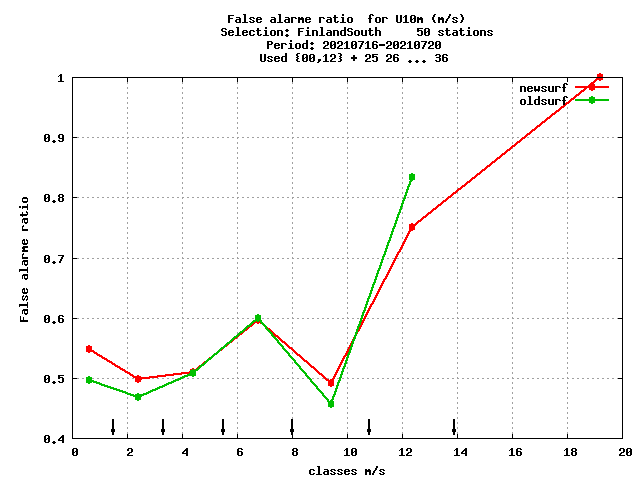 False alarme ratio  for U10m (m/s)
Selection: FinlandSouth     50 stations
Period: 20210716-20210720
Used {00,12} + 25 26 ... 36
newsurf
oldsurf
1
0.9
0.8
0.7
0.6
0.5
0.4
False alarme ratio
0 2 4 6 8 10 12 14 16 18 20
classes m/s